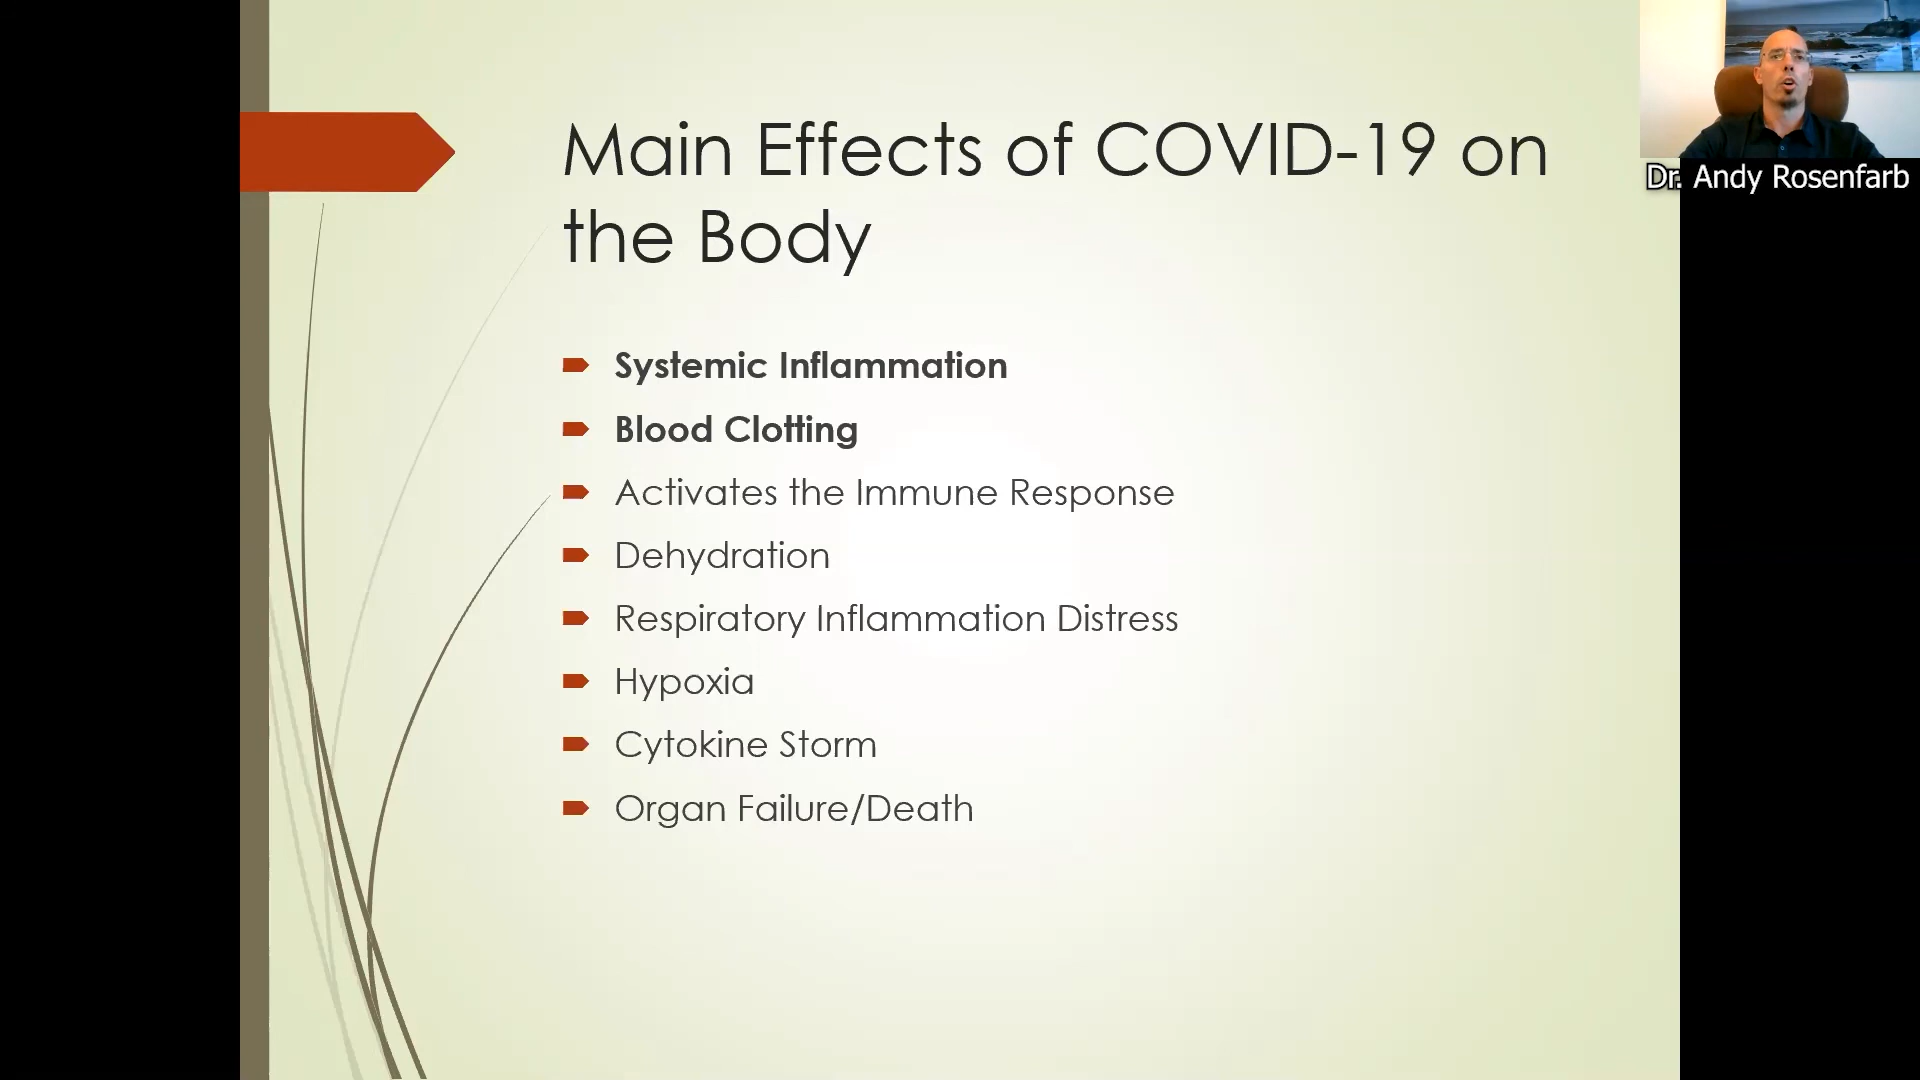 Main Effects of COVID-19 on
the Body
Systemic Inflammation
Blood Clotting
Activates the Immune Response
Dehydration
Respiratory Inflammation Distress
Hypoxia
Cytokine Storm
Organ Failure/Death
Dr. Andy Rosenfarb